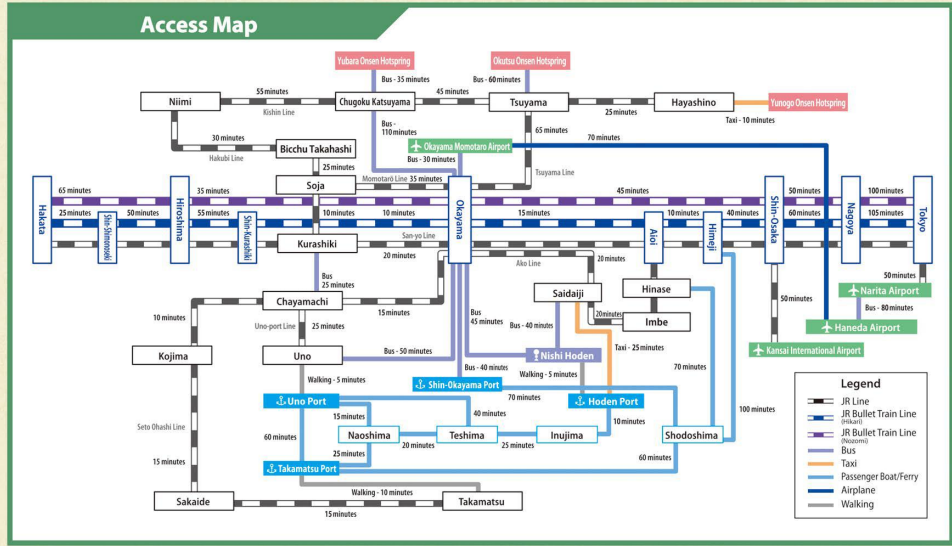 Access Map
Yubara Onsen Hotspring
Okutsu Onsen Hotspring
Bus - 35 minutes
Bus - 60 minutes
55 minutes
45 minutes
Niimi
Chugoku Katsuyama
Tsuyama
Hayashino
Yunogo Onsen Hotspring
Kishin Line
25 minutes
Taxi - 10 minutes
Bus -
110 minutes
65 minutes
70 minutes
30 minutes
Bicchu Takahashi
Okayama Momotaro Airport
Hakubi Line
25 minutes
Bus - 30 minutes
Tsuyama Line
Soja
Momotarō Line
35 minutes
65 minutes
35 minutes
45 minutes
50 minutes
100 minutes
Hakata
25 minutes
Shin-Shimonoseki
50 minutes
Hiroshima
55 minutes
Shin-Kurashiki
10 minutes
10 minutes
Okayama
15 minutes
Aioi
10 minutes
Himeji
40 minutes
Shin-Osaka
60 minutes
Nagoya
105 minutes
Tokyo
Kurashiki
San-yo Line
20 minutes
Ako Line
20 minutes
Bus
25 minutes
50 minutes
Saidaiji
Hinase
Narita Airport
Chayamachi
15 minutes
Bus
45 minutes
50 minutes
Bus - 80 minutes
10 minutes
Uno-port Line
25 minutes
Bus - 40 minutes
20minutes
Imbe
Haneda Airport
Kojima
Uno
Bus - 50 minutes
Nishi Hoden
Taxi - 25minutes
Kansai International Airport
Walking - 5 minutes
Bus - 40 minutes
Shin-Okayama Port
Walking - 5 minutes
70 minutes
Legend
Uno Port
70 minutes
Hoden Port
JR Line
Seto Ohashi Line
15 minutes
40 minutes
10 minutes
100 minutes
JR Bullet Train Line
(Hikari)
60 minutes
Naoshima
Teshima
Inujima
Shodoshima
JR Bullet Train Line
(Nozomi)
20 minutes
25 minutes
Bus
25 minutes
60 minutes
Taxi
15 minutes
Takamatsu Port
Passenger Boat/Ferry
Walking - 10 minutes
Airplane
Sakaide
Takamatsu
Walking
15 minutes